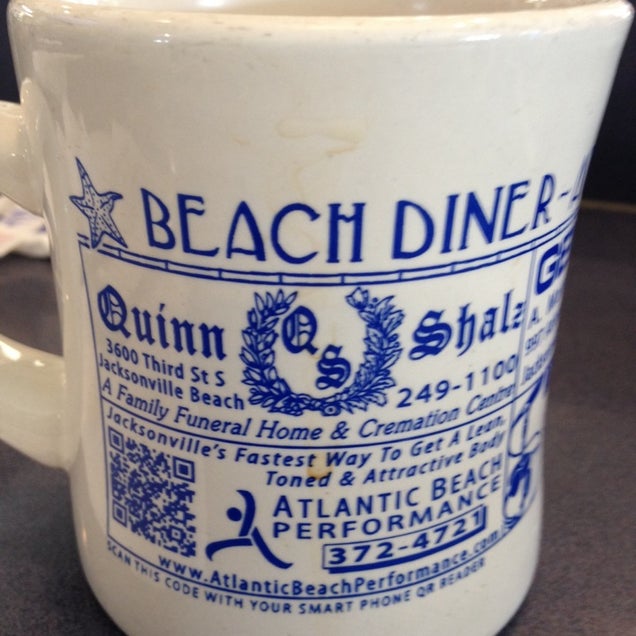 BEACH DINER
Quinn QS Shalz
3600 Third St S
Jacksonville Beach
249-1100
A Family Funeral Home & Cremation Centre
Jacksonville's Fastest Way To Get A Lean,
Toned & Attractive Body
ATLANTIC BEACH
PERFORMANCE
372-4721
www.AtlanticBeachPerformance.com
SCAN THIS CODE WITH YOUR SMART PHONE QR READER